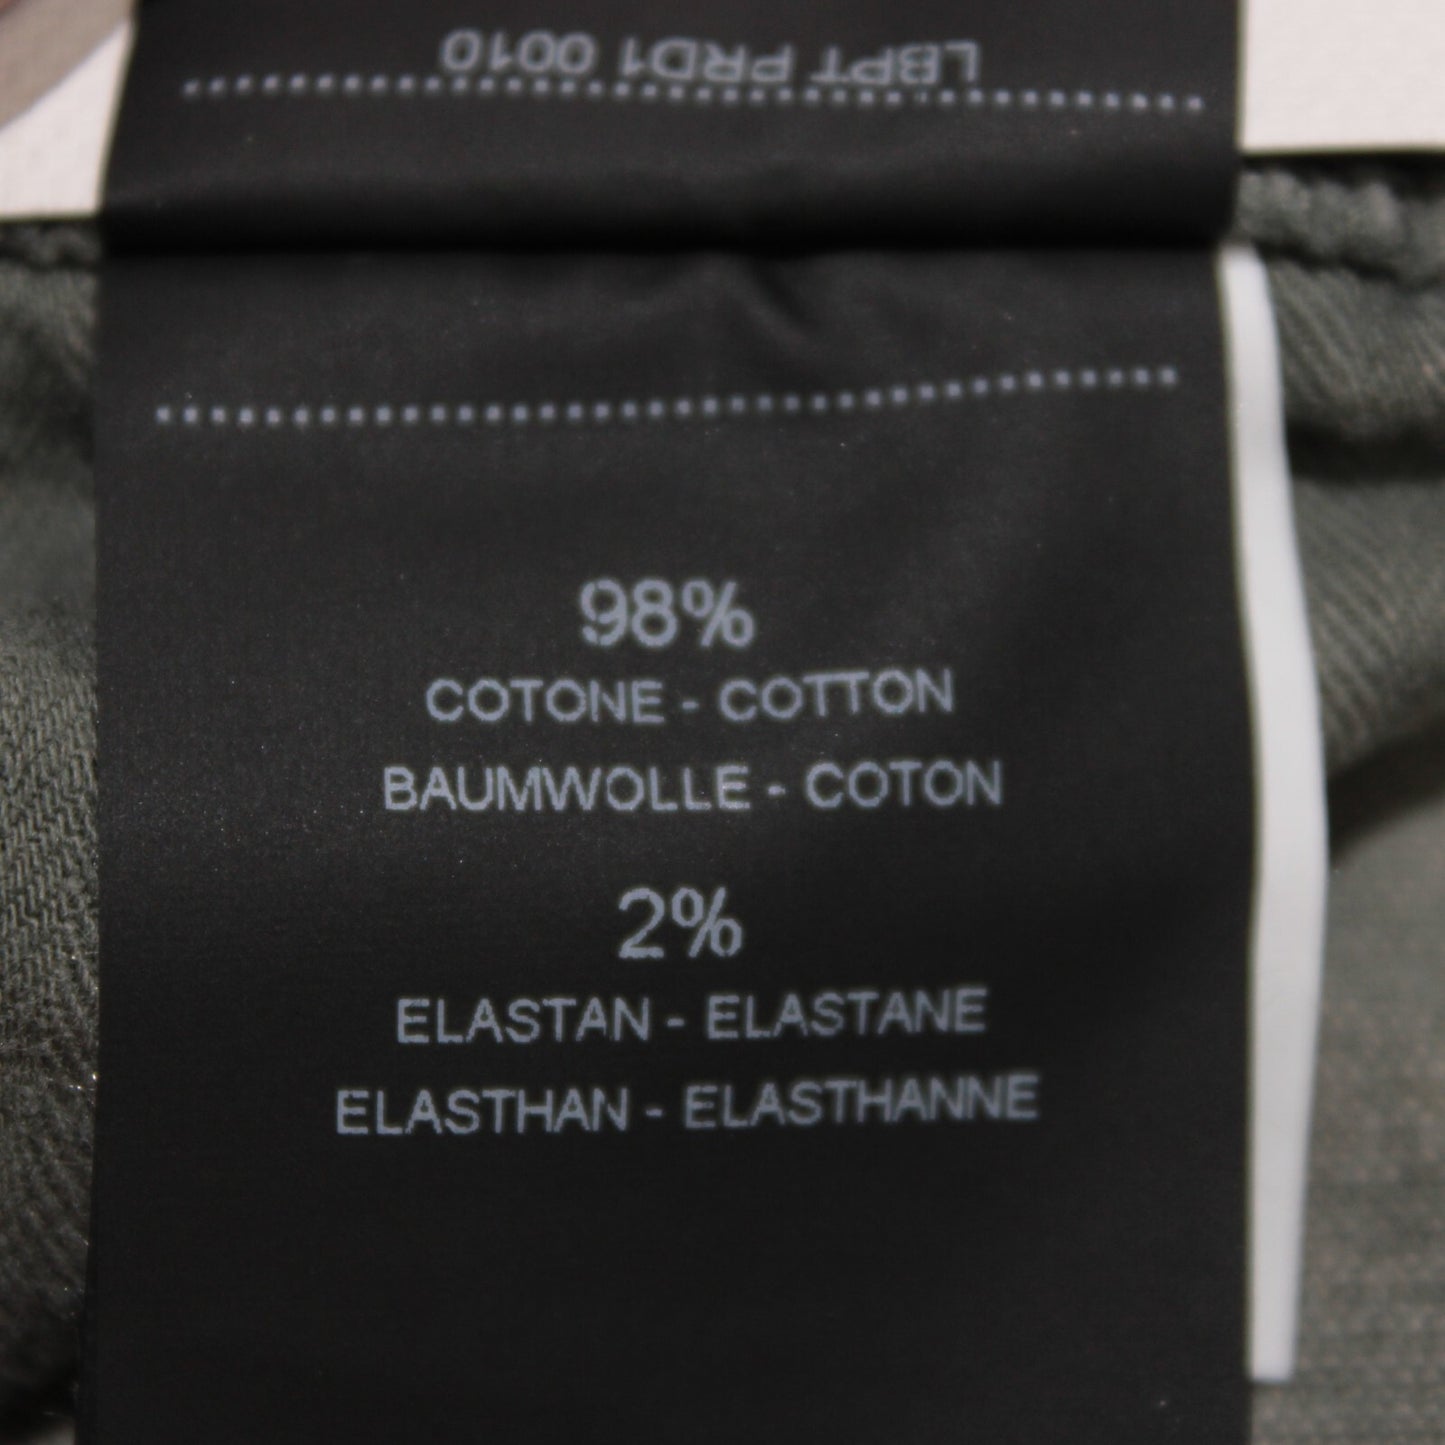 LBPT PRD1 0010
98%
COTONE - COTTON
BAUMWOLLE - COTON
2%
ELASTAN - ELASTANE
ELASTHAN - ELASTHANNE